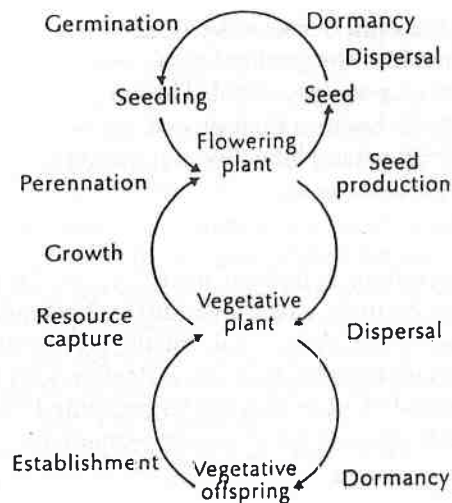 Germination
Dormancy
Dispersal
Seedling
Seed
Flowering
plant
Perennation
Seed
production
Growth
Resource
capture
Vegetative
plant
Dispersal
Establishment
Vegetative
offspring
Dormancy